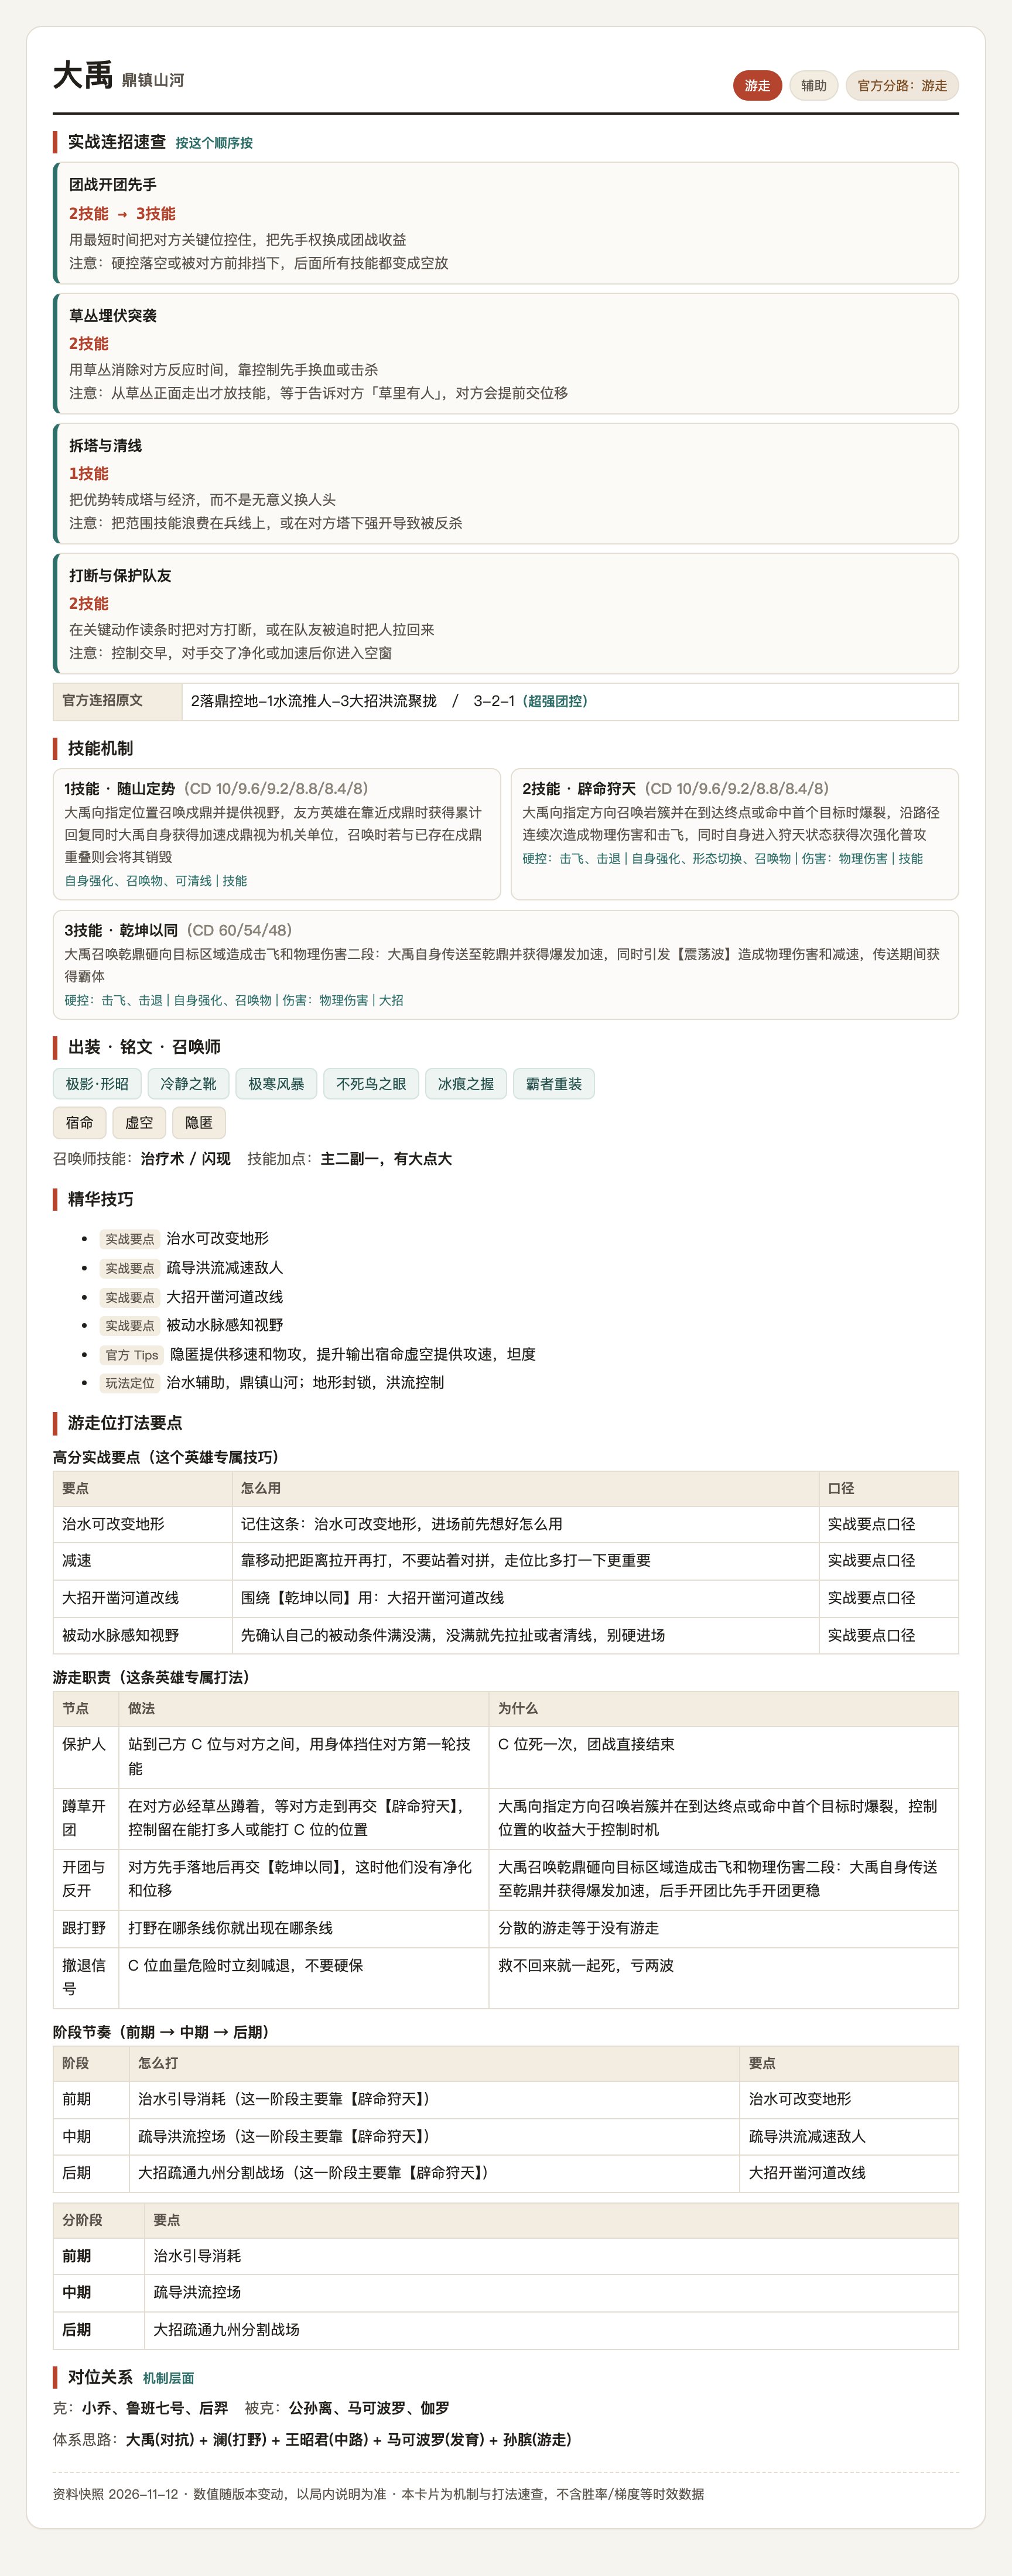 大禹 鼎镇山河
游走 辅助 官方分路：游走
实战连招速查 按这个顺序按
团战开团先手
2技能 → 3技能
用最短时间把对方关键位控住，把先手权换成团战收益
注意：硬控落空或被对方前排挡下，后面所有技能都变成空放
草丛埋伏突袭
2技能
用草丛消除对方反应时间，靠控制先手换血或击杀
注意：从草丛正面走出才放技能，等于告诉对方「草里有人」，对方会提前交位移
拆塔与清线
1技能
把优势转成塔与经济，而不是无意义换人头
注意：把范围技能浪费在兵线上，或在对方塔下强开导致被反杀
打断与保护队友
2技能
在关键动作读条时把对方打断，或在队友被追时把人拉回来
注意：控制交早，对手交了净化或加速后你进入空窗
官方连招原文 2落鼎控地–1水流推人–3大招洪流聚拢 / 3–2–1（超强团控）
技能机制
1技能 · 随山定势（CD 10/9.6/9.2/8.8/8.4/8）
大禹向指定位置召唤戍鼎并提供视野，友方英雄在靠近戍鼎时获得累计
回复同时大禹自身获得加速戍鼎视为机关单位，召唤时若与已存在戍鼎
重叠则会将其销毁
自身强化、召唤物、可清线 | 技能
2技能 · 辟命狩天（CD 10/9.6/9.2/8.8/8.4/8）
大禹向指定方向召唤岩簇并在到达终点或命中首个目标时爆裂，沿路径
连续次造成物理伤害和击飞，同时自身进入狩天状态获得次强化普攻
硬控：击飞、击退 | 自身强化、形态切换、召唤物 | 伤害：物理伤害 | 技能
3技能 · 乾坤以同（CD 60/54/48）
大禹召唤乾鼎砸向目标区域造成击飞和物理伤害二段：大禹自身传送至乾鼎并获得爆发加速，同时引发【震荡波】造成物理伤害和减速，传送期间获
得霸体
硬控：击飞、击退 | 自身强化、召唤物 | 伤害：物理伤害 | 大招
出装 · 铭文 · 召唤师
极影·形昭 冷静之靴 极寒风暴 不死鸟之眼 冰痕之握 霸者重装
宿命 虚空 隐匿
召唤师技能：治疗术 / 闪现 技能加点：主二副一，有大点大
精华技巧
• 实战要点 治水可改变地形
• 实战要点 疏导洪流减速敌人
• 实战要点 大招开凿河道改线
• 实战要点 被动水脉感知视野
• 官方 Tips 隐匿提供移速和物攻，提升输出宿命虚空提供攻速，坦度
• 玩法定位 治水辅助，鼎镇山河；地形封锁，洪流控制
游走位打法要点
高分实战要点（这个英雄专属技巧）
要点 怎么用 口径
治水可改变地形 记住这条：治水可改变地形，进场前先想好怎么用 实战要点口径
减速 靠移动把距离拉开再打，不要站着对拼，走位比多打一下更重要 实战要点口径
大招开凿河道改线 围绕【乾坤以同】用：大招开凿河道改线 实战要点口径
被动水脉感知视野 先确认自己的被动条件满没满，没满就先拉扯或者清线，别硬进场 实战要点口径
游走职责（这条英雄专属打法）
节点 做法 为什么
保护人 站到己方 C 位与对方之间，用身体挡住对方第一轮技 C 位死一次，团战直接结束
能
蹲草开 在对方必经草丛蹲着，等对方走到再交【辟命狩天】， 大禹向指定方向召唤岩簇并在到达终点或命中首个目标时爆裂，控制
团 控制留在能打多人或能打 C 位的位置 位置的收益大于控制时机
开团与 对方先手落地后再交【乾坤以同】，这时他们没有净化 大禹召唤乾鼎砸向目标区域造成击飞和物理伤害二段：大禹自身传送
反开 和位移 至乾鼎并获得爆发加速，后手开团比先手开团更稳
跟打野 打野在哪条线你就出现在哪条线 分散的游走等于没有游走
撤退信 C 位血量危险时立刻喊退，不要硬保 救不回来就一起死，亏两波
号
阶段节奏（前期 → 中期 → 后期）
阶段 怎么打 要点
前期 治水引导消耗（这一阶段主要靠【辟命狩天】） 治水可改变地形
中期 疏导洪流控场（这一阶段主要靠【辟命狩天】） 疏导洪流减速敌人
后期 大招疏通九州分割战场（这一阶段主要靠【辟命狩天】） 大招开凿河道改线
分阶段 要点
前期 治水引导消耗
中期 疏导洪流控场
后期 大招疏通九州分割战场
对位关系 机制层面
克：小乔、鲁班七号、后羿 被克：公孙离、马可波罗、伽罗
体系思路：大禹(对抗) + 澜(打野) + 王昭君(中路) + 马可波罗(发育) + 孙膑(游走)
资料快照 2026–11–12 · 数值随版本变动，以局内说明为准 · 本卡片为机制与打法速查，不含胜率/梯度等时效数据